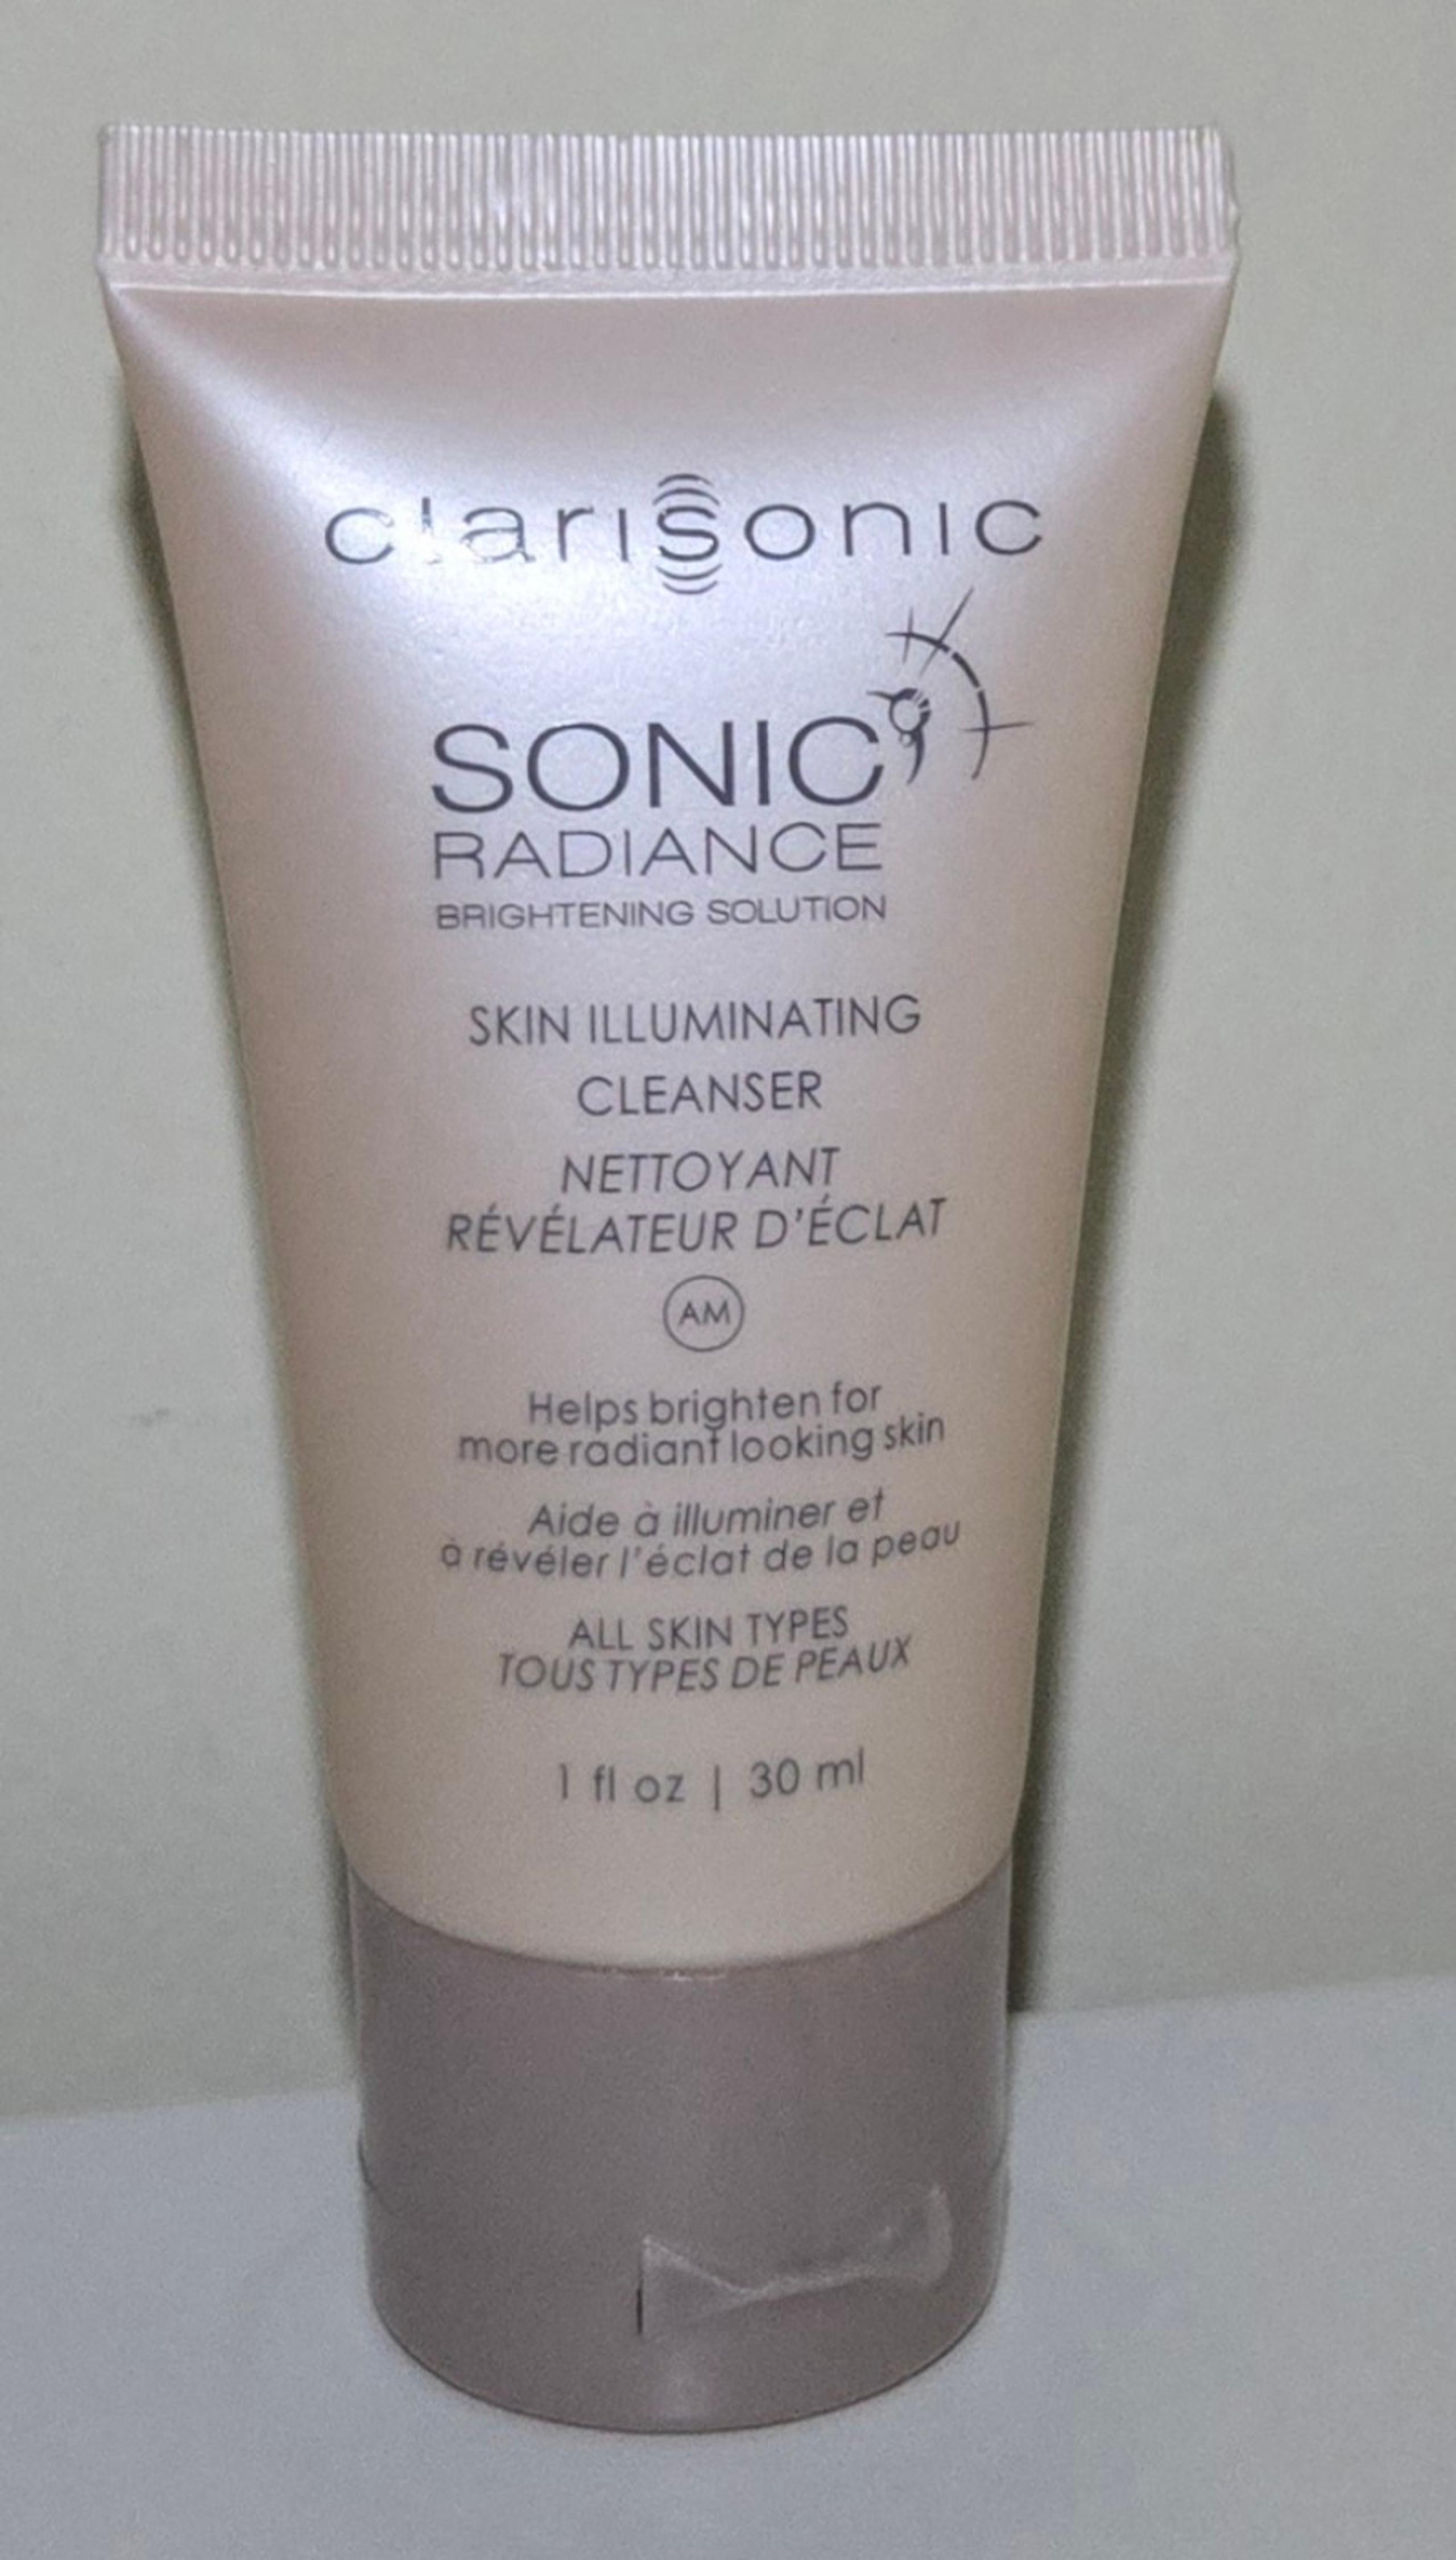 clarisonic
SONIC
RADIANCE
BRIGHTENING SOLUTION
SKIN ILLUMINATING
CLEANSER
NETTOYANT
RÉVÉLATEUR D'ÉCLAT
AM
Helps brighten for
more radiant looking skin
Aide à illuminer et
à révéler l'éclat de la peau
ALL SKIN TYPES
TOUS TYPES DE PEAUX
1 fl oz | 30 ml